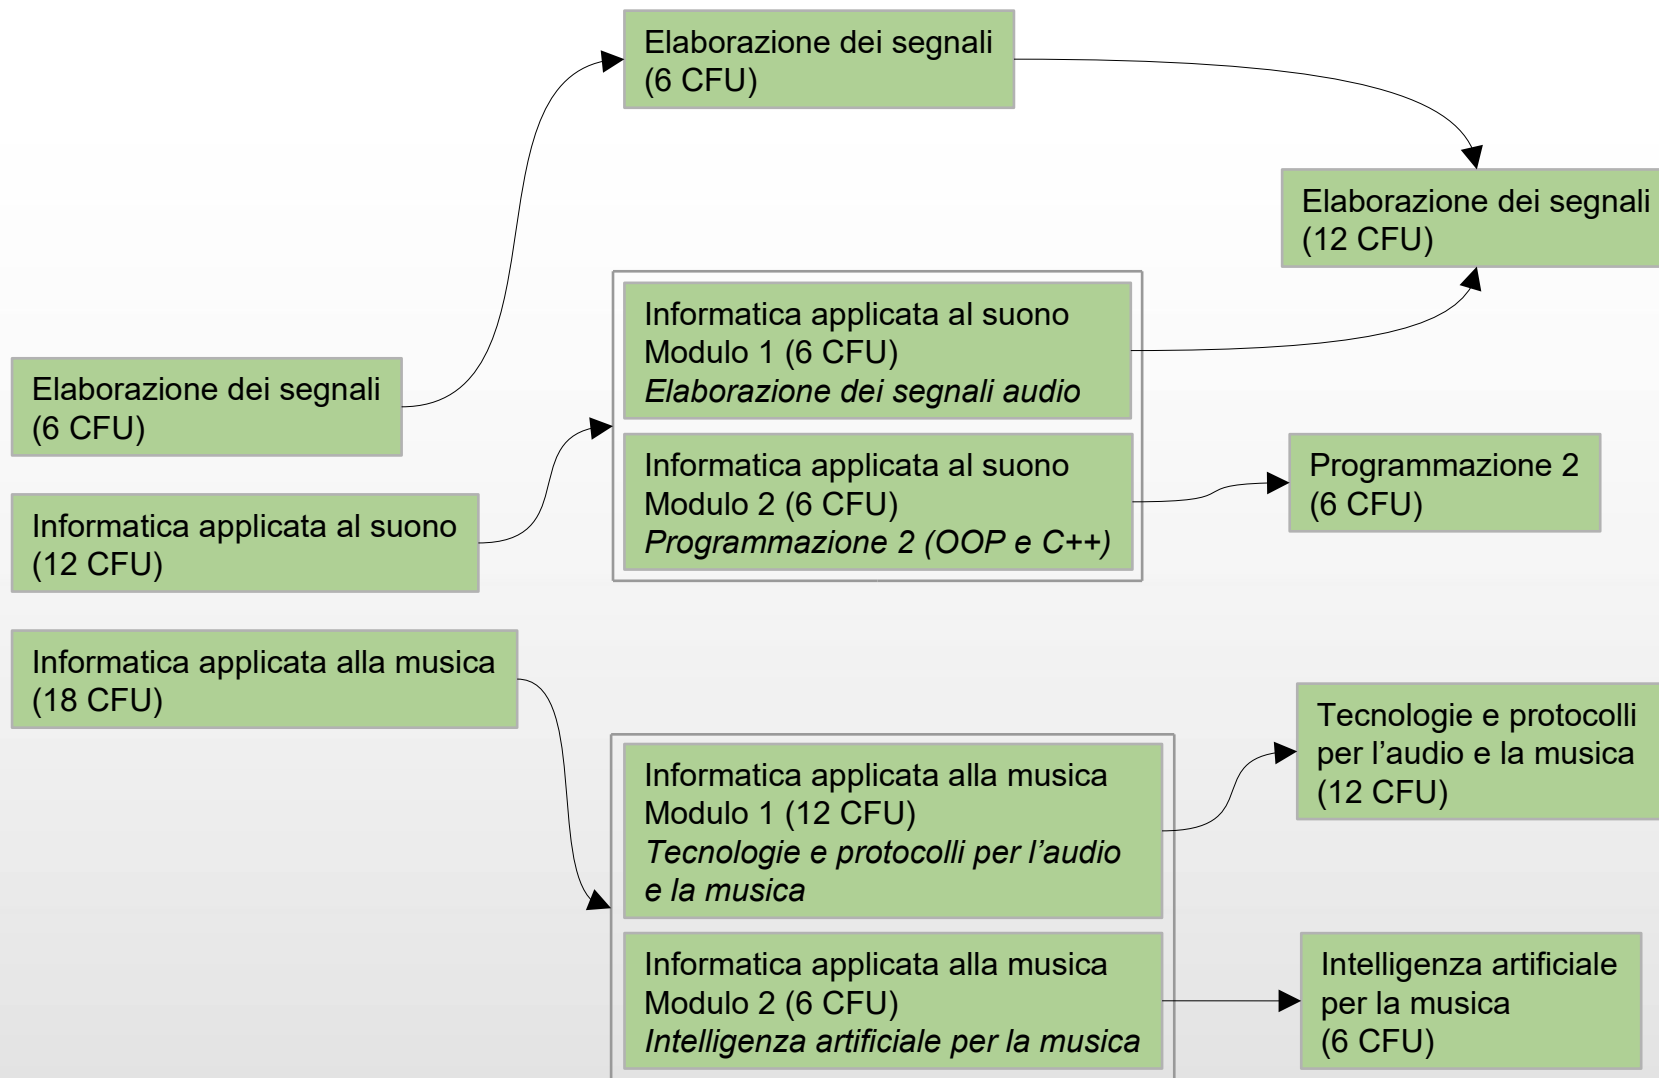 Elaborazione dei segnali
(6 CFU)
Informatica applicata al suono
(12 CFU)
Informatica applicata alla musica
(18 CFU)
Elaborazione dei segnali
(6 CFU)
Informatica applicata al suono
Modulo 1 (6 CFU)
Elaborazione dei segnali audio
Informatica applicata al suono
Modulo 2 (6 CFU)
Programmazione 2 (OOP e C++)
Informatica applicata alla musica
Modulo 1 (12 CFU)
Tecnologie e protocolli per l’audio
e la musica
Informatica applicata alla musica
Modulo 2 (6 CFU)
Intelligenza artificiale per la musica
Elaborazione dei segnali
(12 CFU)
Programmazione 2
(6 CFU)
Tecnologie e protocolli
per l’audio e la musica
(12 CFU)
Intelligenza artificiale
per la musica
(6 CFU)